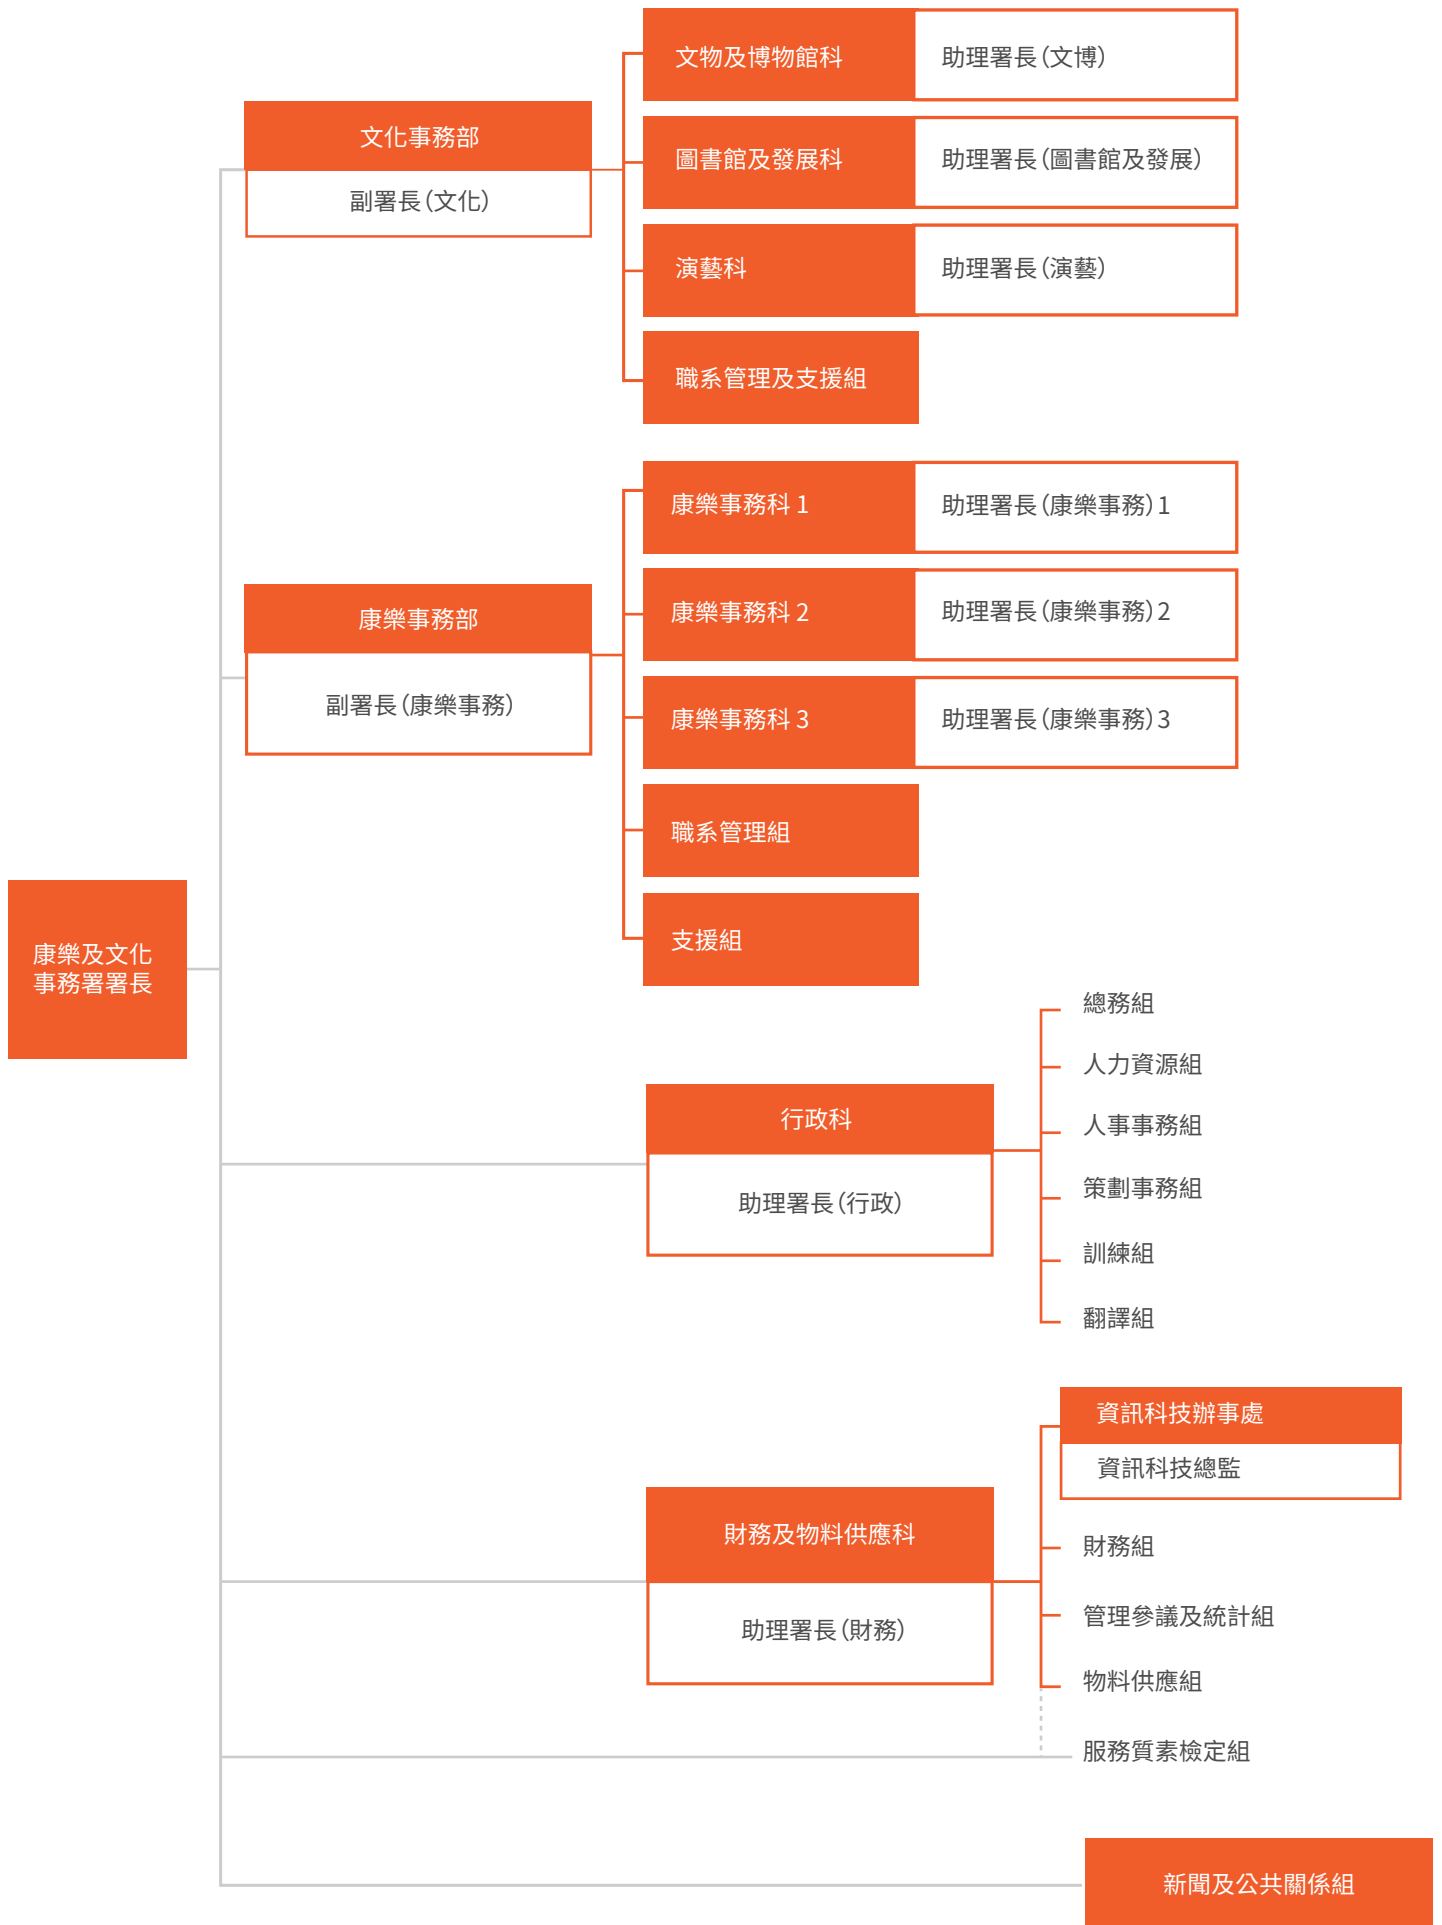 文物及博物館科
助理署長（文博）
文化事務部
副署長（文化）
圖書館及發展科
助理署長（圖書館及發展）
演藝科
助理署長（演藝）
職系管理及支援組
康樂事務科 1
助理署長（康樂事務）1
康樂事務部
副署長（康樂事務）
康樂事務科 2
助理署長（康樂事務）2
康樂事務科 3
助理署長（康樂事務）3
職系管理組
支援組
康樂及文化
事務署署長
行政科
助理署長（行政）
總務組
人力資源組
人事事務組
策劃事務組
訓練組
翻譯組
財務及物料供應科
助理署長（財務）
資訊科技辦事處
資訊科技總監
財務組
管理參議及統計組
物料供應組
服務質素檢定組
新聞及公共關係組